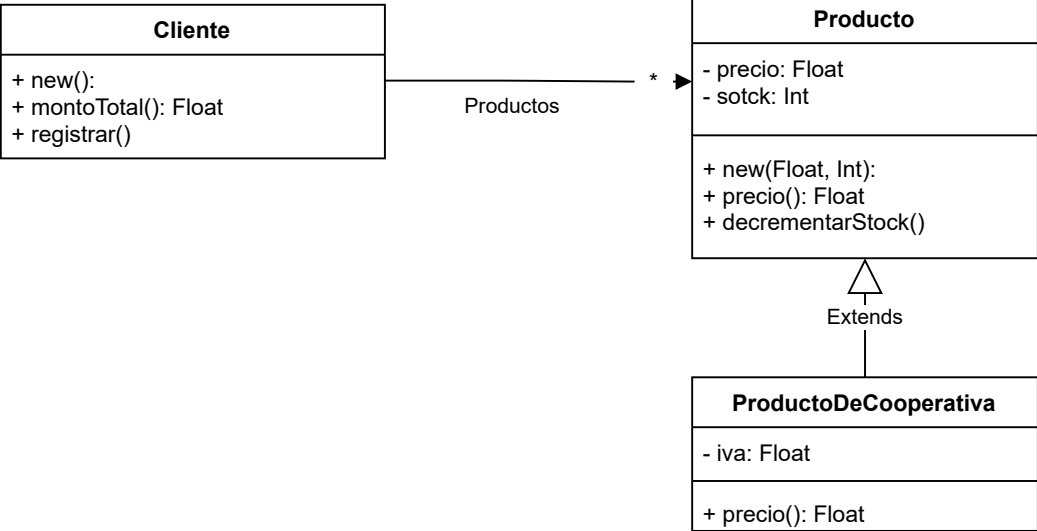 Cliente
+ new():
+ montoTotal(): Float
+ registrar()
Productos
*
Producto
- precio: Float
- sotck: Int
+ new(Float, Int):
+ precio(): Float
+ decrementarStock()
Extends
ProductoDeCooperativa
- iva: Float
+ precio(): Float